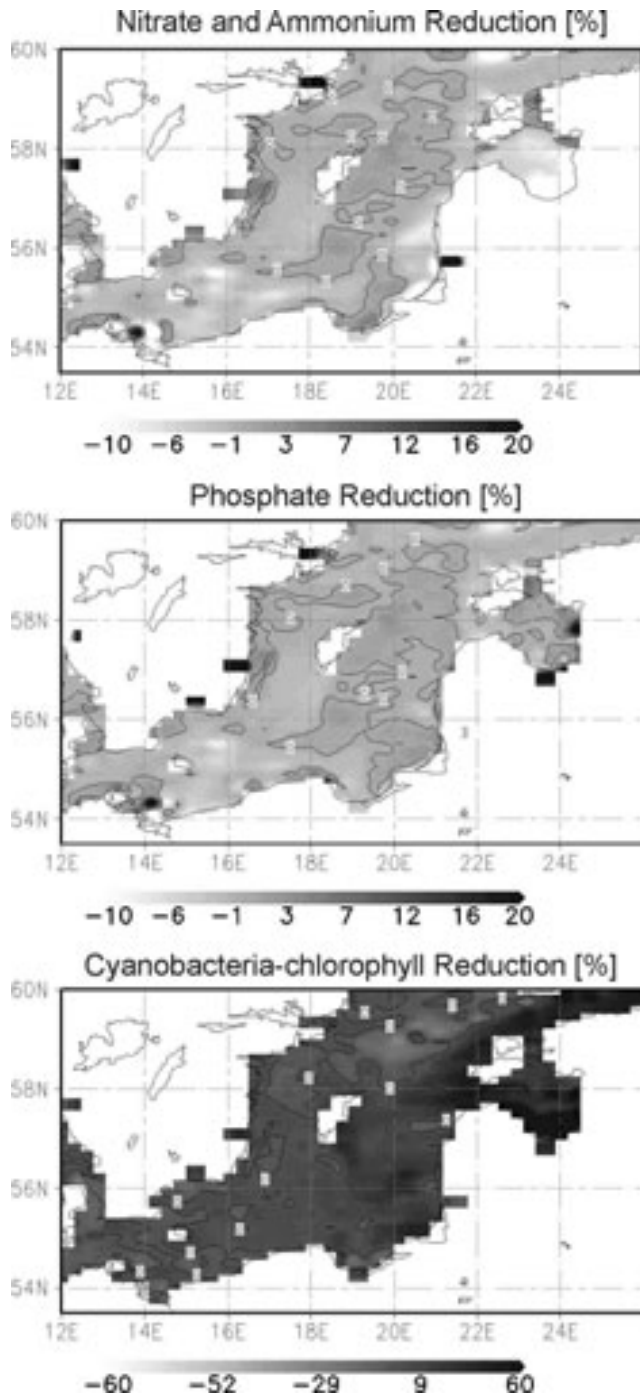 Nitrate and Ammonium Reduction [%]
60N
58N
56N
54N
12E 14E 16E 18E 20E 22E 24E
-10 -6 -1 3 7 12 16 20
Phosphate Reduction [%]
60N
58N
56N
54N
12E 14E 16E 18E 20E 22E 24E
-10 -6 -1 3 7 12 16 20
Cyanobacteria-chlorophyll Reduction [%]
60N
58N
56N
54N
12E 14E 16E 18E 20E 22E 24E
-60 -52 -29 9 60